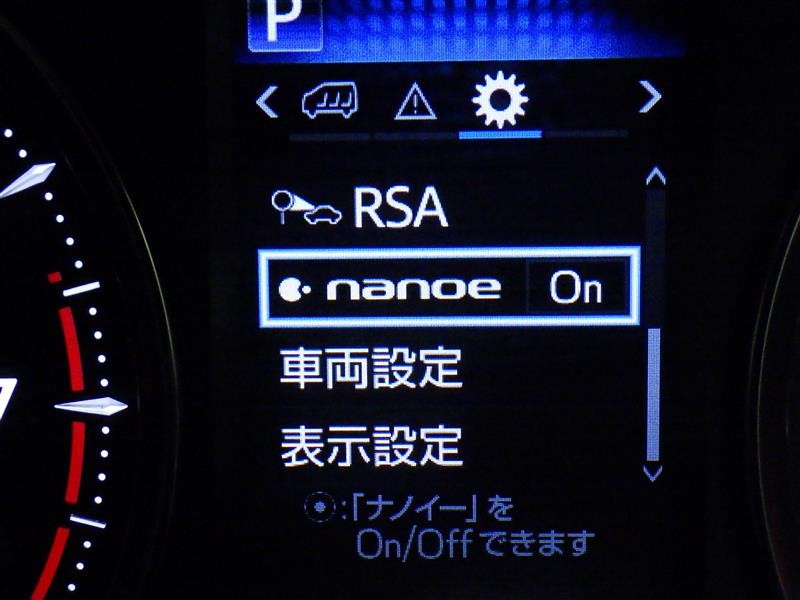 P
RSA
nanoe On
車両設定
表示設定
:「ナノイー」を
On/Offできます